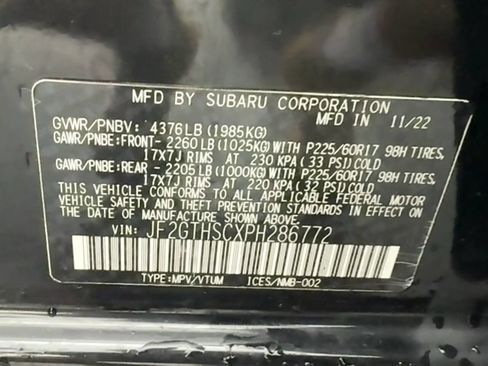 MFD BY SUBARU CORPORATION
MFD IN 11/22
GVWR/PNBV: 4376LB (1985KG)
GAWR/PNBE:FRONT- 2260LB (1025KG) WITH P225/60R17 98H TIRES,
17X7J RIMS AT 230 KPA (33 PSI) COLD
GAWR/PNBE:REAR - 2205LB (1000KG) WITH P225/60R17 98H TIRES,
17X7J RIMS AT 220 KPA (32 PSI) COLD
THIS VEHICLE CONFORMS TO ALL APPLICABLE FEDERAL MOTOR
VEHICLE SAFETY AND THEFT PREVENTION STANDARDS IN EFFECT
ON THE DATE OF MANUFACTURE SHOWN ABOVE.
VIN: JF2GTHSCXPH286772
TYPE:MPV/VTUM ICES/NMB-002